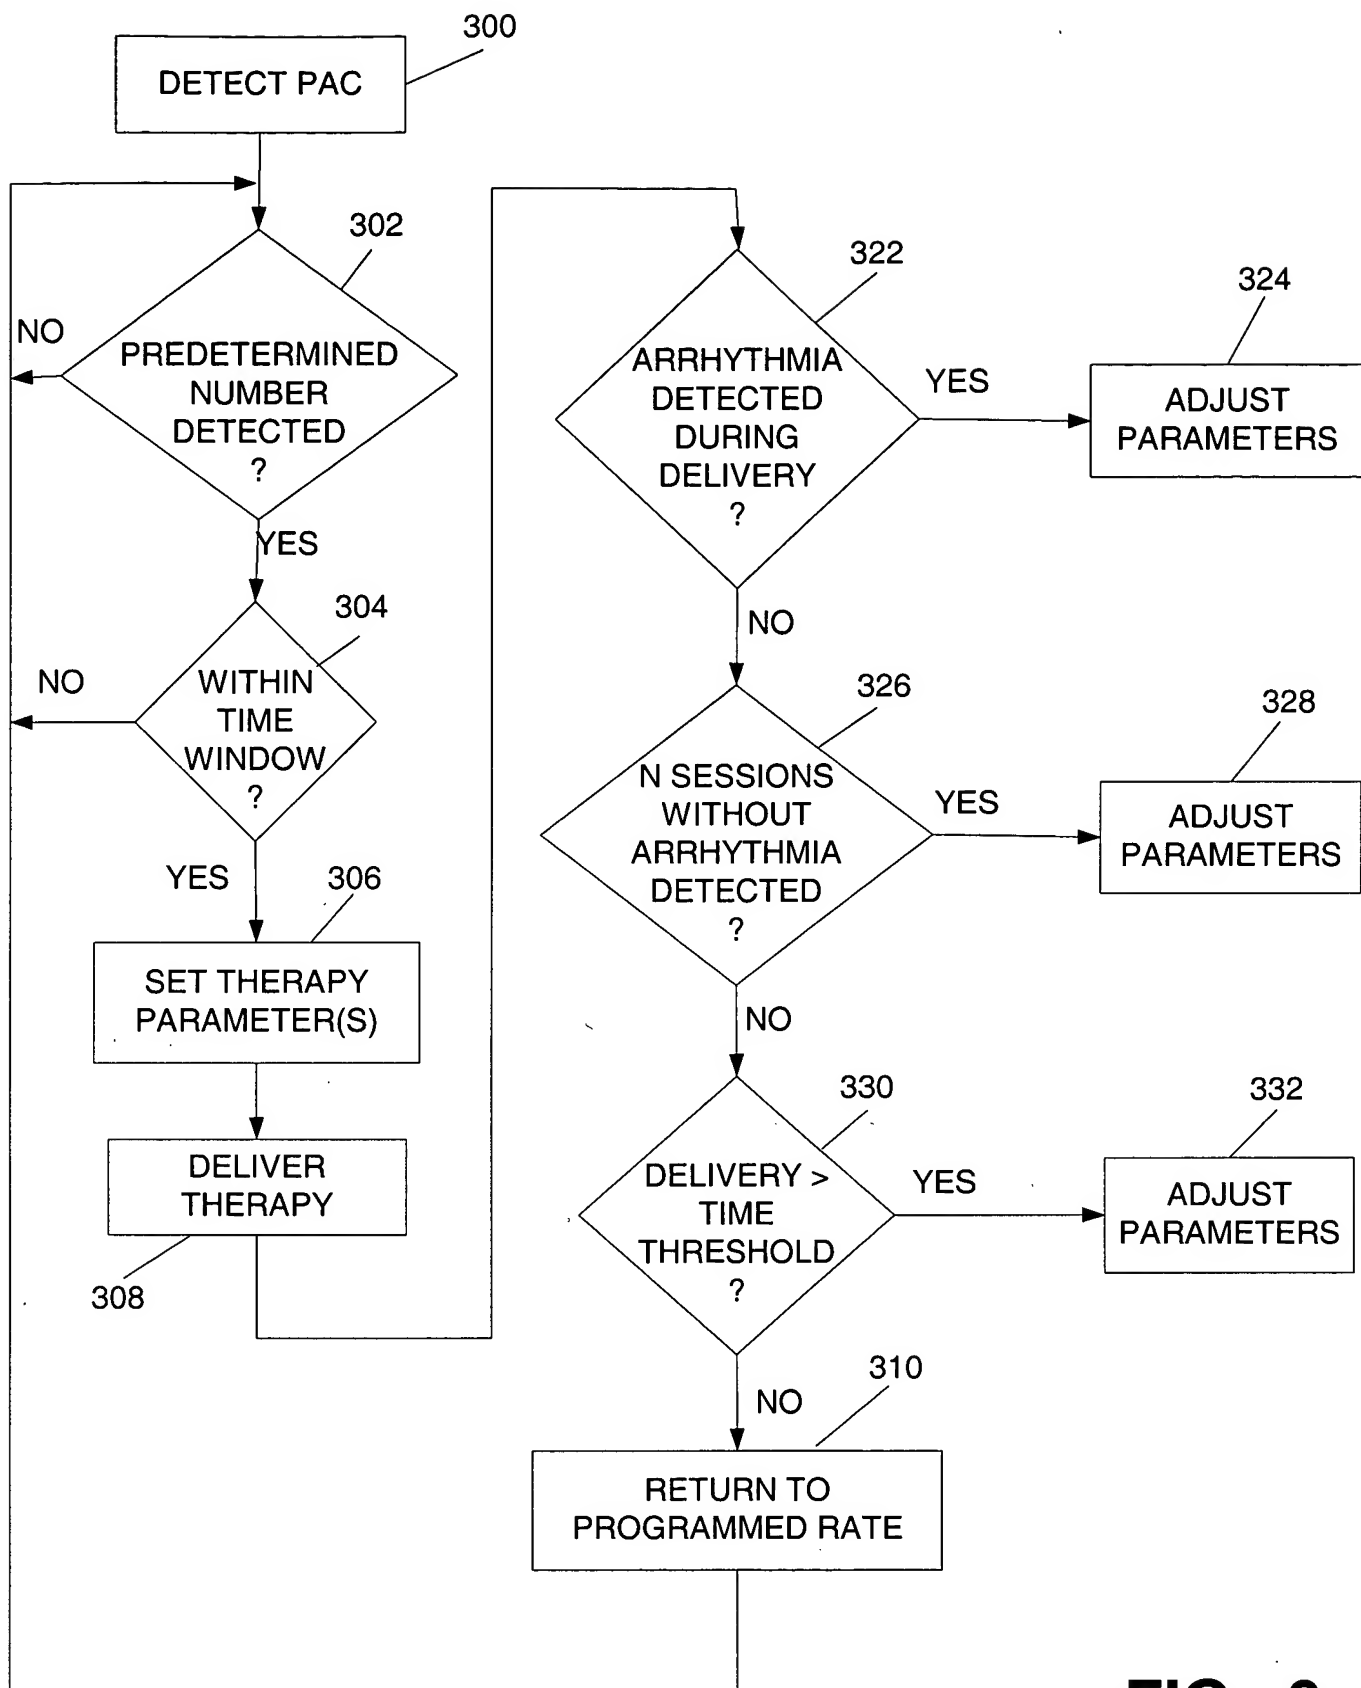 300
DETECT PAC
302
NO
PREDETERMINED
NUMBER
DETECTED
?
YES
304
NO
WITHIN
TIME
WINDOW
?
YES
306
SET THERAPY
PARAMETER(S)
DELIVER
THERAPY
308
322
ARRHYTHMIA
DETECTED
DURING
DELIVERY
?
YES
324
ADJUST
PARAMETERS
NO
326
N SESSIONS
WITHOUT
ARRHYTHMIA
DETECTED
?
YES
328
ADJUST
PARAMETERS
NO
330
DELIVERY >
TIME
THRESHOLD
?
YES
332
ADJUST
PARAMETERS
NO
310
RETURN TO
PROGRAMMED RATE
FIG.